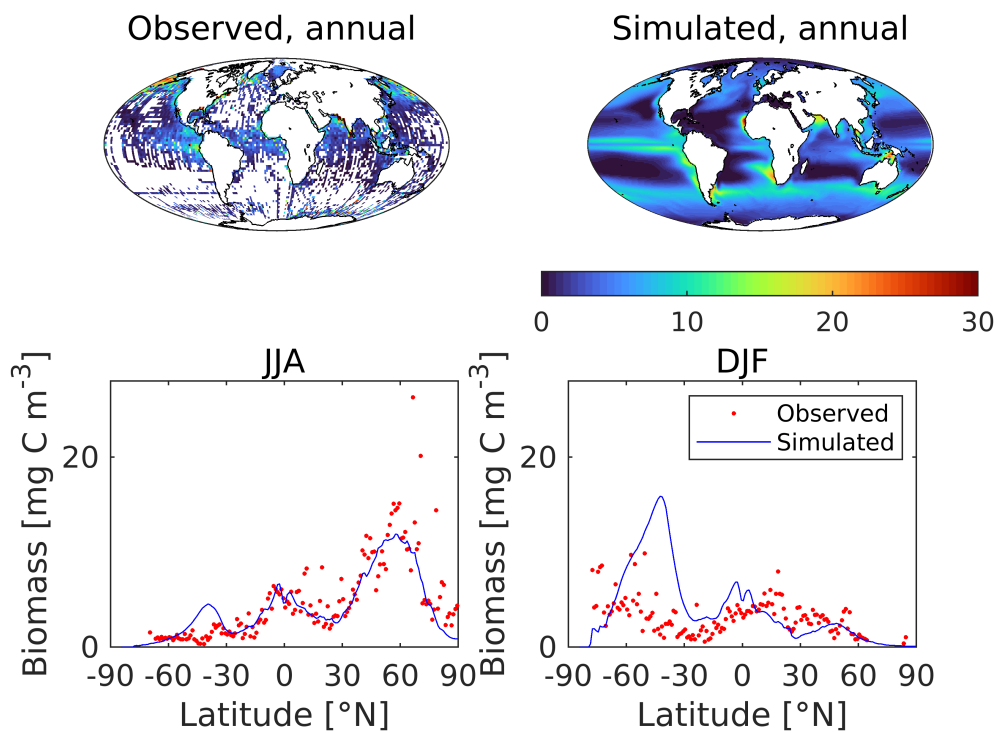 Observed, annual
Simulated, annual
0 10 20 30
JJA
DJF
Biomass [mg C m⁻³]
20
0
-90 -60 -30 0 30 60 90
Latitude [°N]
Biomass [mg C m⁻³]
20
0
-90 -60 -30 0 30 60 90
Latitude [°N]
Observed
Simulated